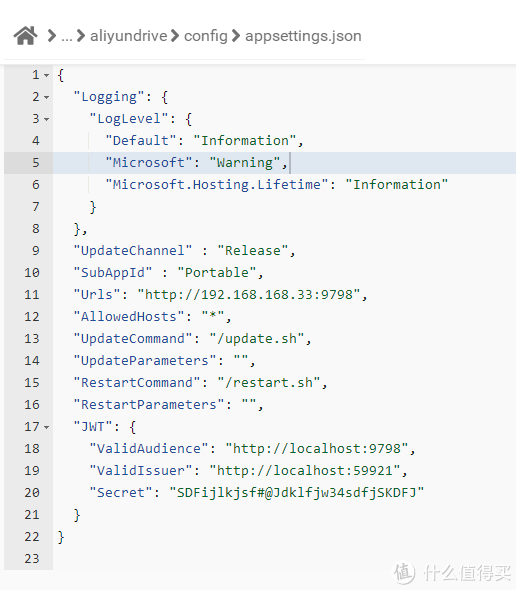 ... aliyundrive config appsettings.json
1 {
2 "Logging": {
3 "LogLevel": {
4 "Default": "Information",
5 "Microsoft": "Warning",
6 "Microsoft.Hosting.Lifetime": "Information"
7 }
8 },
9 "UpdateChannel" : "Release",
10 "SubAppId" : "Portable",
11 "Urls": "http://192.168.168.33:9798",
12 "AllowedHosts": "*",
13 "UpdateCommand": "/update.sh",
14 "UpdateParameters": "",
15 "RestartCommand": "/restart.sh",
16 "RestartParameters": "",
17 "JWT": {
18 "ValidAudience": "http://localhost:9798",
19 "ValidIssuer": "http://localhost:59921",
20 "Secret": "SDFijlkjsf#@Jdklfjw34sdfjSKDFJ"
21 }
22 }
23
值 什么值得买